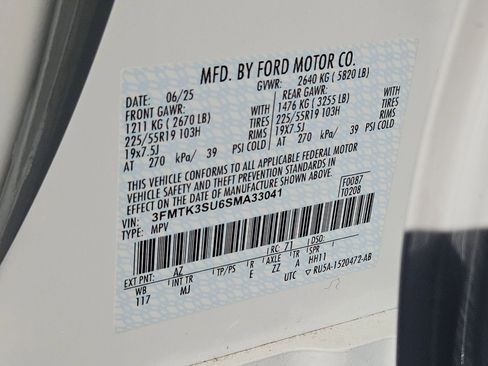 MFD. BY FORD MOTOR CO.
DATE: 06/25 GVWR: 2640 KG ( 5820 LB)
FRONT GAWR: REAR GAWR:
1211 KG ( 2670 LB) 1476 KG ( 3255 LB)
225/55R19 103H WITH TIRES 225/55R19 103H
19x7.5J RIMS 19x7.5J
AT 270 kPa/ 39 PSI COLD AT 270 kPa/ 39 PSI COLD
THIS VEHICLE CONFORMS TO ALL APPLICABLE FEDERAL MOTOR
VEHICLE SAFETY AND THEFT PREVENTION STANDARDS IN
EFFECT ON THE DATE OF MANUFACTURE SHOWN ABOVE.
VIN: 3FMTK3SU6SMA33041 F0087
TYPE: MPV T0208
EXT PNT: AZ RC: 71 DSO:
WB INT TR TP/PS R AXLE TR SPR
117 MJ E ZZ A HH11
UTC ▽ RU5A-1520472-AB